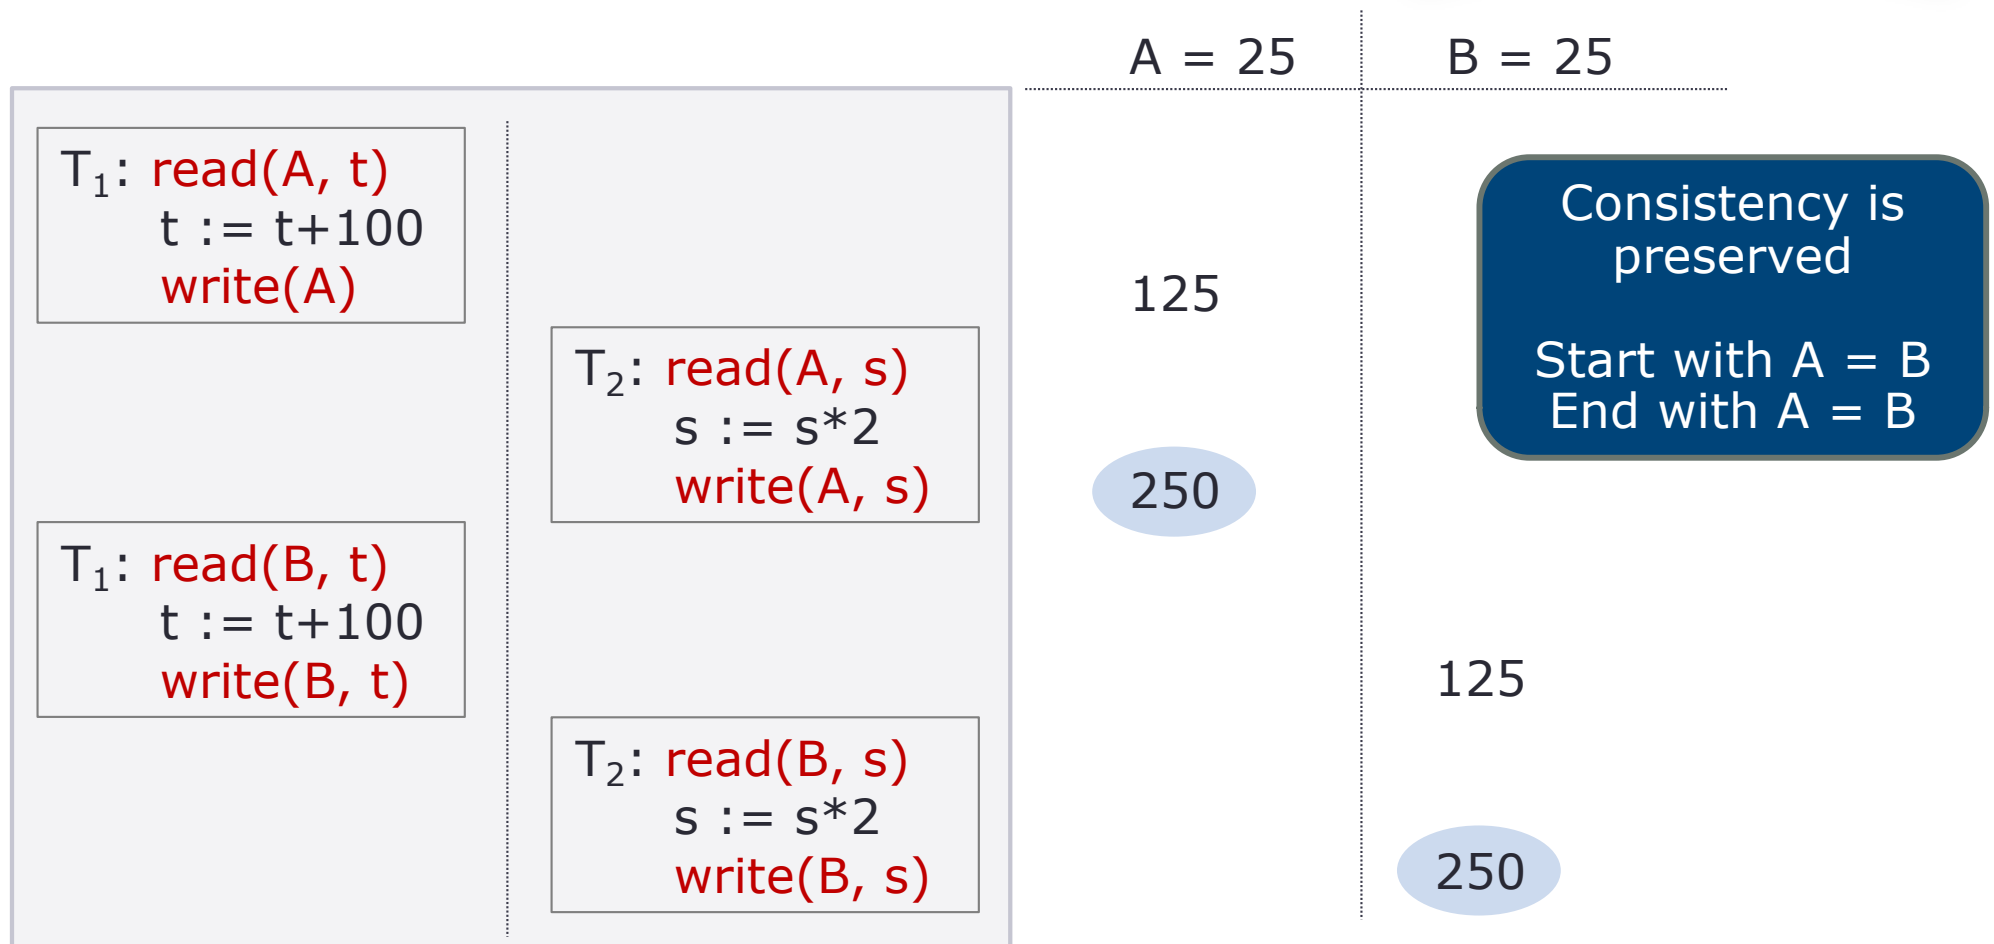 A = 25
B = 25
T1: read(A, t)
t := t+100
write(A)
125
Consistency is
preserved
Start with A = B
End with A = B
T2: read(A, s)
s := s*2
write(A, s)
250
T1: read(B, t)
t := t+100
write(B, t)
125
T2: read(B, s)
s := s*2
write(B, s)
250